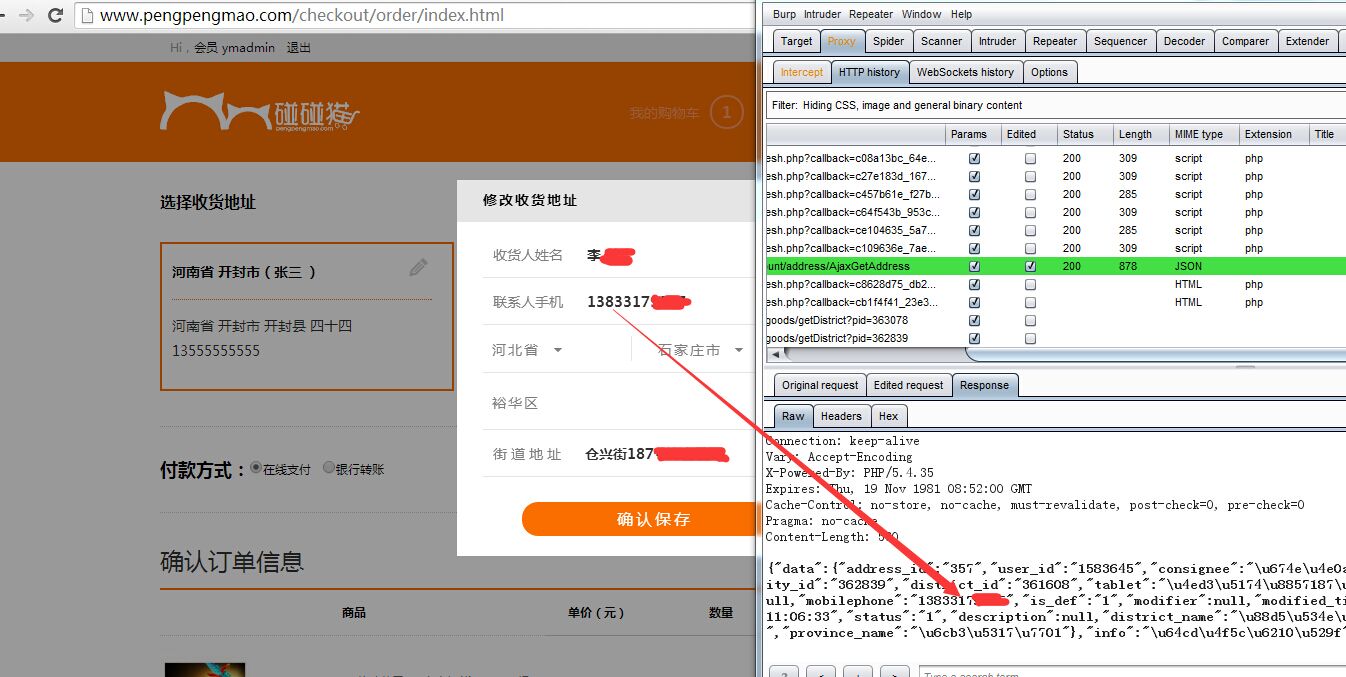 www.pengpengmao.com/checkout/order/index.html
Hi，会员 ymadmin 退出
碰碰猫
pengpengmao.com
我的购物车 1
选择收货地址
河南省 开封市 ( 张三 )
河南省 开封市 开封县 四十四
13555555555
付款方式：在线支付 银行转账
确认订单信息
商品 单价（元） 数量
修改收货地址
收货人姓名 李
联系人手机 13833179
河北省 石家庄市
裕华区
街道地址 仓兴街187
确认保存
Burp Intruder Repeater Window Help
Target Proxy Spider Scanner Intruder Repeater Sequencer Decoder Comparer Extender
Intercept HTTP history WebSockets history Options
Filter: Hiding CSS, image and general binary content
Params Edited Status Length MIME type Extension Title
esh.php?callback=c08a13bc_64e... 200 309 script php
esh.php?callback=c27e183d_167... 200 309 script php
esh.php?callback=c457b61e_f27b... 200 285 script php
esh.php?callback=c64f543b_953c... 200 309 script php
esh.php?callback=ce104635_5a7... 200 285 script php
esh.php?callback=c109636e_7ae... 200 309 script php
unt/address/AjaxGetAddress 200 878 JSON
esh.php?callback=c8628d75_db2... HTML php
esh.php?callback=cb1f4f41_23e3... HTML php
goods/getDistrict?pid=363078
goods/getDistrict?pid=362839
Original request Edited request Response
Raw Headers Hex
Connection: keep-alive
Vary: Accept-Encoding
X-Powered-By: PHP/5.4.35
Expires: Thu, 19 Nov 1981 08:52:00 GMT
Cache-Control: no-store, no-cache, must-revalidate, post-check=0, pre-check=0
Pragma: no-cache
Content-Length:
{"data":{"address_id":"357","user_id":"1583645","consignee":"\u674e\u4e0a
ity_id":"362839","district_id":"361608","tablet":"\u4ed3\u5174\u8857187\
ull,"mobilephone":"1383317","is_def":"1","modifier":null,"modified_ti
11:06:33","status":"1","description":null,"district_name":"\u88d5\u534e\u
","province_name":"\u6cb3\u5317\u7701"},"info":"\u64cd\u4f5c\u6210\u529f"
? < + >
Type a search term